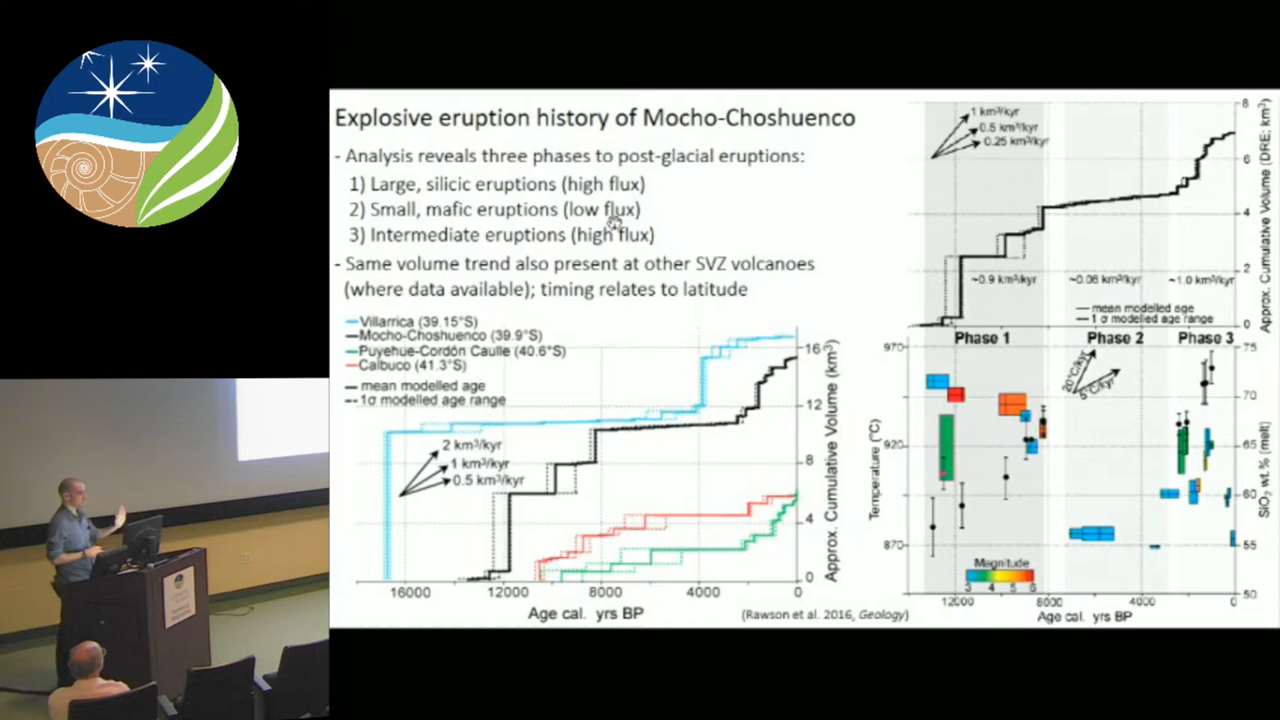 Explosive eruption history of Mocho-Choshuenco
- Analysis reveals three phases to post-glacial eruptions:
1) Large, silicic eruptions (high flux)
2) Small, mafic eruptions (low flux)
3) Intermediate eruptions (high flux)
- Same volume trend also present at other SVZ volcanoes
(where data available); timing relates to latitude
Villarrica (39.15°S)
Mocho-Choshuenco (39.9°S)
Puyehue-Cordón Caulle (40.6°S)
Calbuco (41.3°S)
mean modelled age
1σ modelled age range
2 km³/kyr
1 km³/kyr
0.5 km³/kyr
16
12
8
4
0
Approx. Cumulative Volume (km³)
16000 12000 8000 4000 0
Age cal. yrs BP
(Rawson et al. 2016, Geology)
1 km³/kyr
0.5 km³/kyr
0.25 km³/kyr
8
6
4
2
0
Approx. Cumulative Volume (DRE; km³)
~0.9 km³/kyr ~0.06 km³/kyr ~1.0 km³/kyr
mean modelled age
1 σ modelled age range
Phase 1 Phase 2 Phase 3
970
920
870
Temperature (°C)
20°C/kyr
5°C/kyr
75
70
65
60
55
50
SiO₂ wt.% (melt)
Magnitude
3 4 5 6
12000 8000 4000 0
Age cal. yrs BP